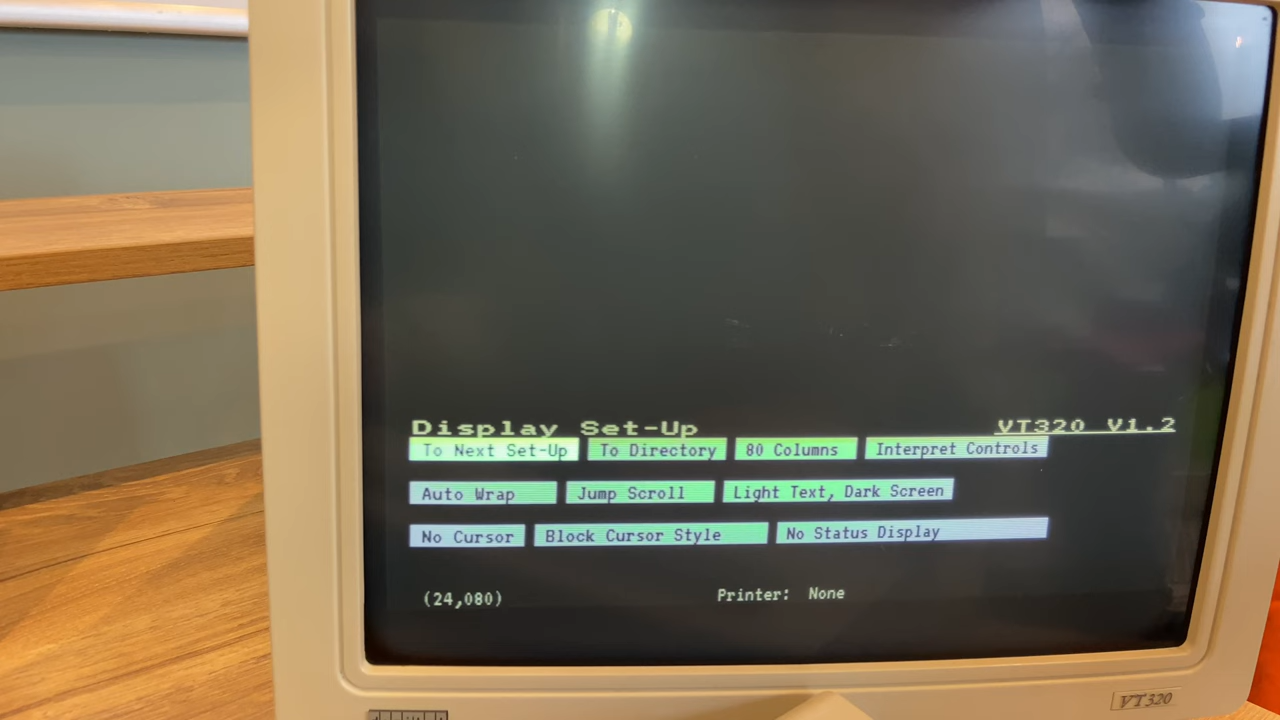 Display Set-Up VT320 V1.2
To Next Set-Up To Directory 80 Columns Interpret Controls
Auto Wrap Jump Scroll Light Text, Dark Screen
No Cursor Block Cursor Style No Status Display
(24,080) Printer: None
VT320